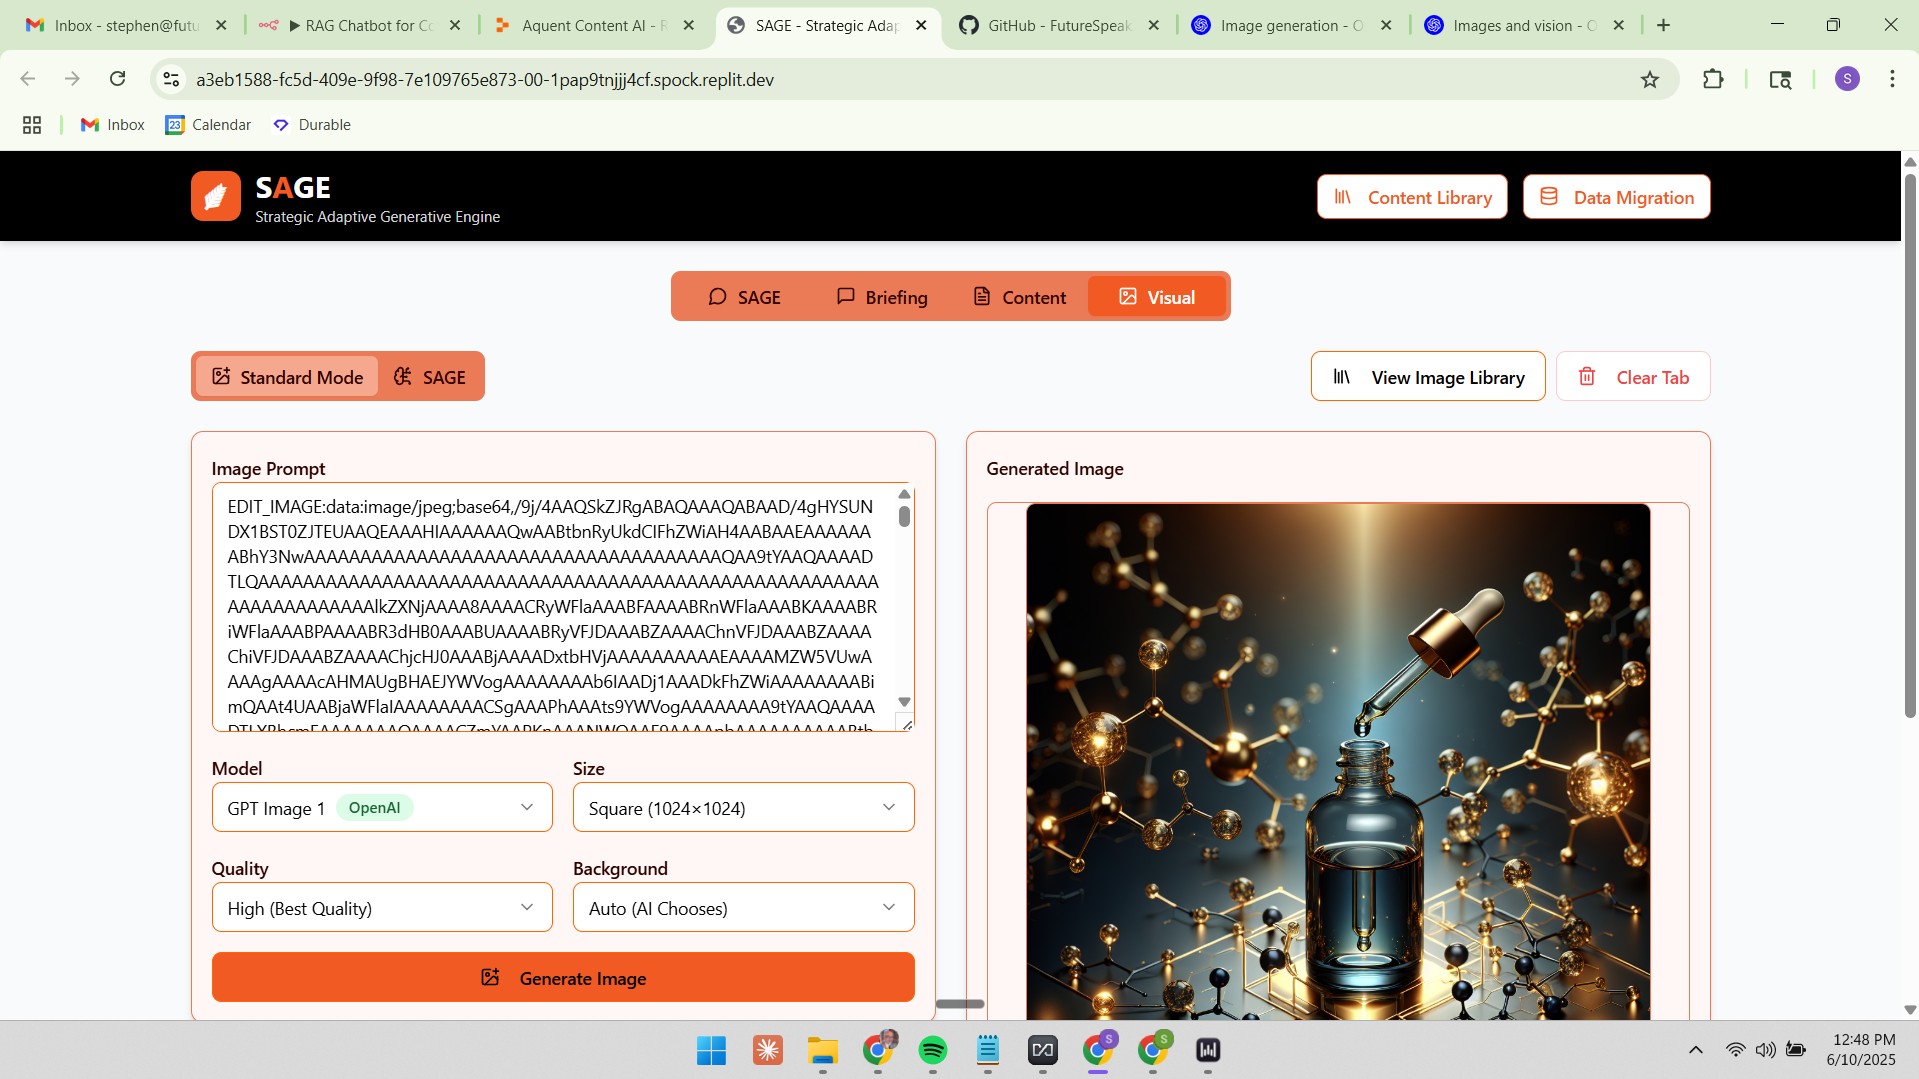 Inbox - stephen@futu
▶ RAG Chatbot for Co
Aquent Content AI - R
SAGE - Strategic Adap
GitHub - FutureSpeak
Image generation - O
Images and vision - O
a3eb1588-fc5d-409e-9f98-7e109765e873-00-1pap9tnjjj4cf.spock.replit.dev
S
Inbox
23 Calendar
Durable
SAGE
Strategic Adaptive Generative Engine
Content Library
Data Migration
SAGE
Briefing
Content
Visual
Standard Mode
SAGE
View Image Library
Clear Tab
Image Prompt
EDIT_IMAGE:data:image/jpeg;base64,/9j/4AAQSkZJRgABAQAAAQABAAD/4gHYSUN
Generated Image
Model
Size
GPT Image 1 OpenAI
Square (1024×1024)
Quality
Background
High (Best Quality)
Auto (AI Chooses)
Generate Image
S
S
12:48 PM
6/10/2025